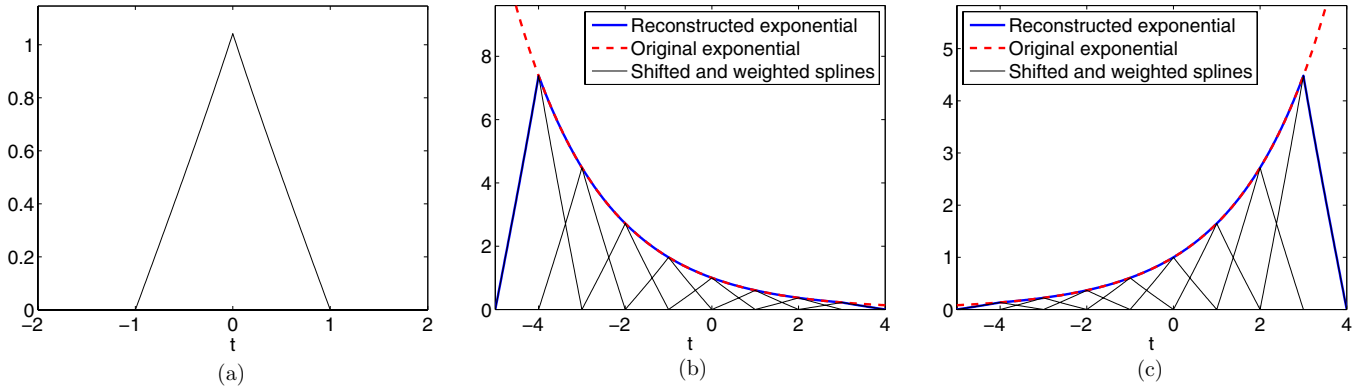 1
0.8
0.6
0.4
0.2
0
−2
−1
0
1
2
t
(a)
Reconstructed exponential
Original exponential
Shifted and weighted splines
8
6
4
2
0
−4
−2
0
2
4
t
(b)
Reconstructed exponential
Original exponential
Shifted and weighted splines
5
4
3
2
1
0
−4
−2
0
2
4
t
(c)